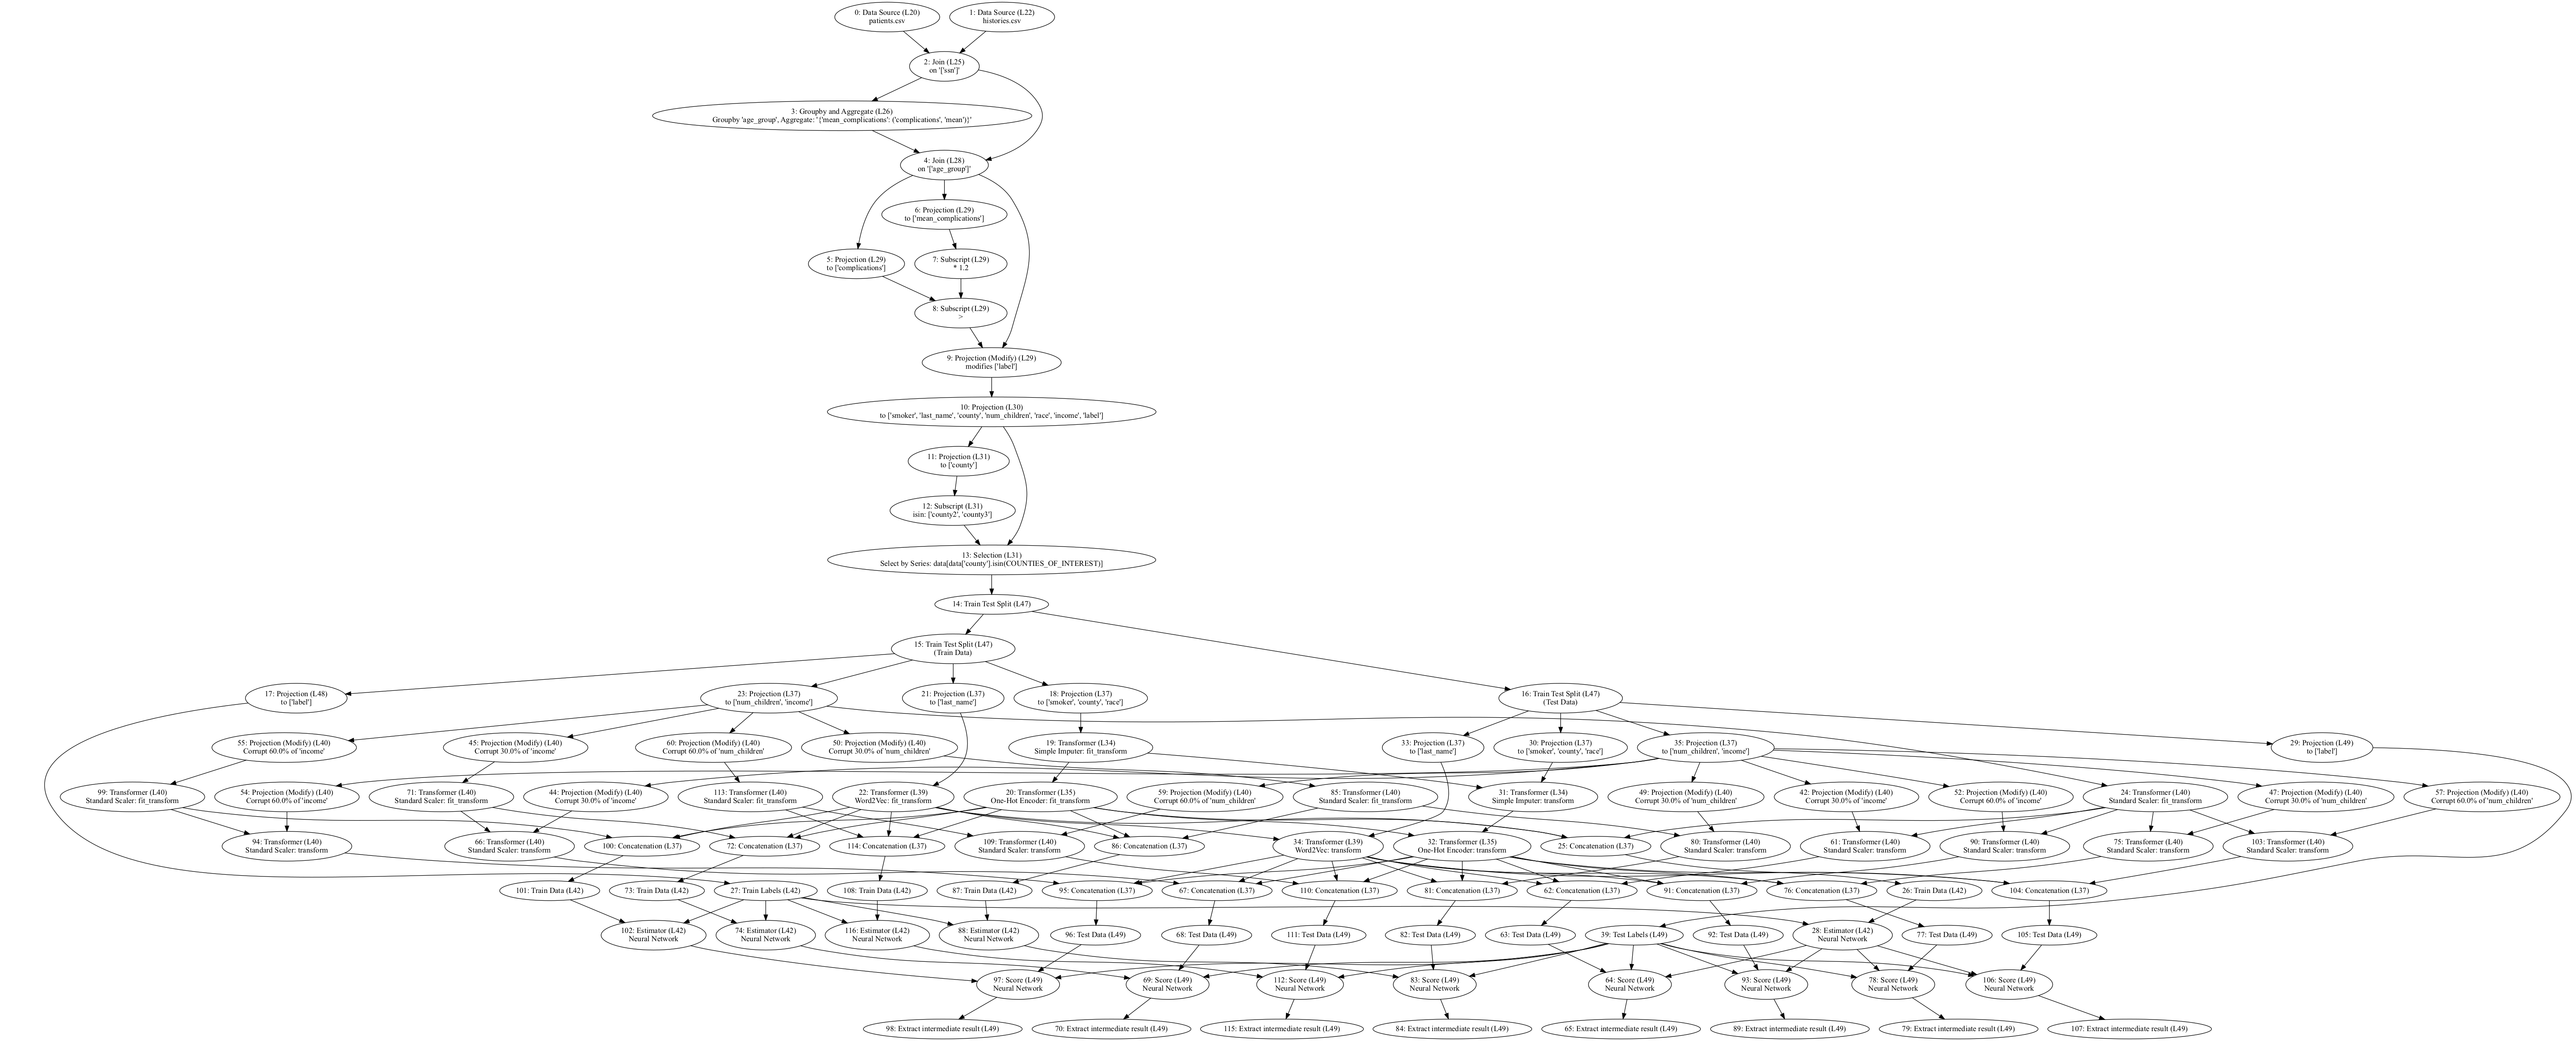 0: Data Source (L20)
patients.csv
1: Data Source (L22)
histories.csv
2: Join (L25)
on '['ssn']'
3: Groupby and Aggregate (L26)
Groupby 'age_group', Aggregate: '{'mean_complications': ('complications', 'mean')}'
4: Join (L28)
on '['age_group']'
6: Projection (L29)
to ['mean_complications']
5: Projection (L29)
to ['complications']
7: Subscript (L29)
* 1.2
8: Subscript (L29)
>
9: Projection (Modify) (L29)
modifies ['label']
10: Projection (L30)
to ['smoker', 'last_name', 'county', 'num_children', 'race', 'income', 'label']
11: Projection (L31)
to ['county']
12: Subscript (L31)
isin: ['county2', 'county3']
13: Selection (L31)
Select by Series: data[data['county'].isin(COUNTIES_OF_INTEREST)]
14: Train Test Split (L47)
15: Train Test Split (L47)
(Train Data)
17: Projection (L48)
to ['label']
23: Projection (L37)
to ['num_children', 'income']
21: Projection (L37)
to ['last_name']
18: Projection (L37)
to ['smoker', 'county', 'race']
16: Train Test Split (L47)
(Test Data)
55: Projection (Modify) (L40)
Corrupt 60.0% of 'income'
45: Projection (Modify) (L40)
Corrupt 30.0% of 'income'
60: Projection (Modify) (L40)
Corrupt 60.0% of 'num_children'
50: Projection (Modify) (L40)
Corrupt 30.0% of 'num_children'
19: Transformer (L34)
Simple Imputer: fit_transform
33: Projection (L37)
to ['last_name']
30: Projection (L37)
to ['smoker', 'county', 'race']
35: Projection (L37)
to ['num_children', 'income']
29: Projection (L49)
to ['label']
99: Transformer (L40)
Standard Scaler: fit_transform
54: Projection (Modify) (L40)
Corrupt 60.0% of 'income'
71: Transformer (L40)
Standard Scaler: fit_transform
44: Projection (Modify) (L40)
Corrupt 30.0% of 'income'
113: Transformer (L40)
Standard Scaler: fit_transform
22: Transformer (L39)
Word2Vec: fit_transform
20: Transformer (L35)
One-Hot Encoder: fit_transform
59: Projection (Modify) (L40)
Corrupt 60.0% of 'num_children'
85: Transformer (L40)
Standard Scaler: fit_transform
31: Transformer (L34)
Simple Imputer: transform
49: Projection (Modify) (L40)
Corrupt 30.0% of 'num_children'
42: Projection (Modify) (L40)
Corrupt 30.0% of 'income'
52: Projection (Modify) (L40)
Corrupt 60.0% of 'income'
24: Transformer (L40)
Standard Scaler: fit_transform
47: Projection (Modify) (L40)
Corrupt 30.0% of 'num_children'
57: Projection (Modify) (L40)
Corrupt 60.0% of 'num_children'
94: Transformer (L40)
Standard Scaler: transform
66: Transformer (L40)
Standard Scaler: transform
100: Concatenation (L37)
72: Concatenation (L37)
114: Concatenation (L37)
109: Transformer (L40)
Standard Scaler: transform
86: Concatenation (L37)
34: Transformer (L39)
Word2Vec: transform
32: Transformer (L35)
One-Hot Encoder: transform
25: Concatenation (L37)
80: Transformer (L40)
Standard Scaler: transform
61: Transformer (L40)
Standard Scaler: transform
90: Transformer (L40)
Standard Scaler: transform
75: Transformer (L40)
Standard Scaler: transform
103: Transformer (L40)
Standard Scaler: transform
101: Train Data (L42)
73: Train Data (L42)
27: Train Labels (L42)
108: Train Data (L42)
87: Train Data (L42)
95: Concatenation (L37)
67: Concatenation (L37)
110: Concatenation (L37)
81: Concatenation (L37)
62: Concatenation (L37)
91: Concatenation (L37)
76: Concatenation (L37)
26: Train Data (L42)
104: Concatenation (L37)
102: Estimator (L42)
Neural Network
74: Estimator (L42)
Neural Network
116: Estimator (L42)
Neural Network
88: Estimator (L42)
Neural Network
96: Test Data (L49)
68: Test Data (L49)
111: Test Data (L49)
82: Test Data (L49)
63: Test Data (L49)
39: Test Labels (L49)
92: Test Data (L49)
28: Estimator (L42)
Neural Network
77: Test Data (L49)
105: Test Data (L49)
97: Score (L49)
Neural Network
69: Score (L49)
Neural Network
112: Score (L49)
Neural Network
83: Score (L49)
Neural Network
64: Score (L49)
Neural Network
93: Score (L49)
Neural Network
78: Score (L49)
Neural Network
106: Score (L49)
Neural Network
98: Extract intermediate result (L49)
70: Extract intermediate result (L49)
115: Extract intermediate result (L49)
84: Extract intermediate result (L49)
65: Extract intermediate result (L49)
89: Extract intermediate result (L49)
79: Extract intermediate result (L49)
107: Extract intermediate result (L49)